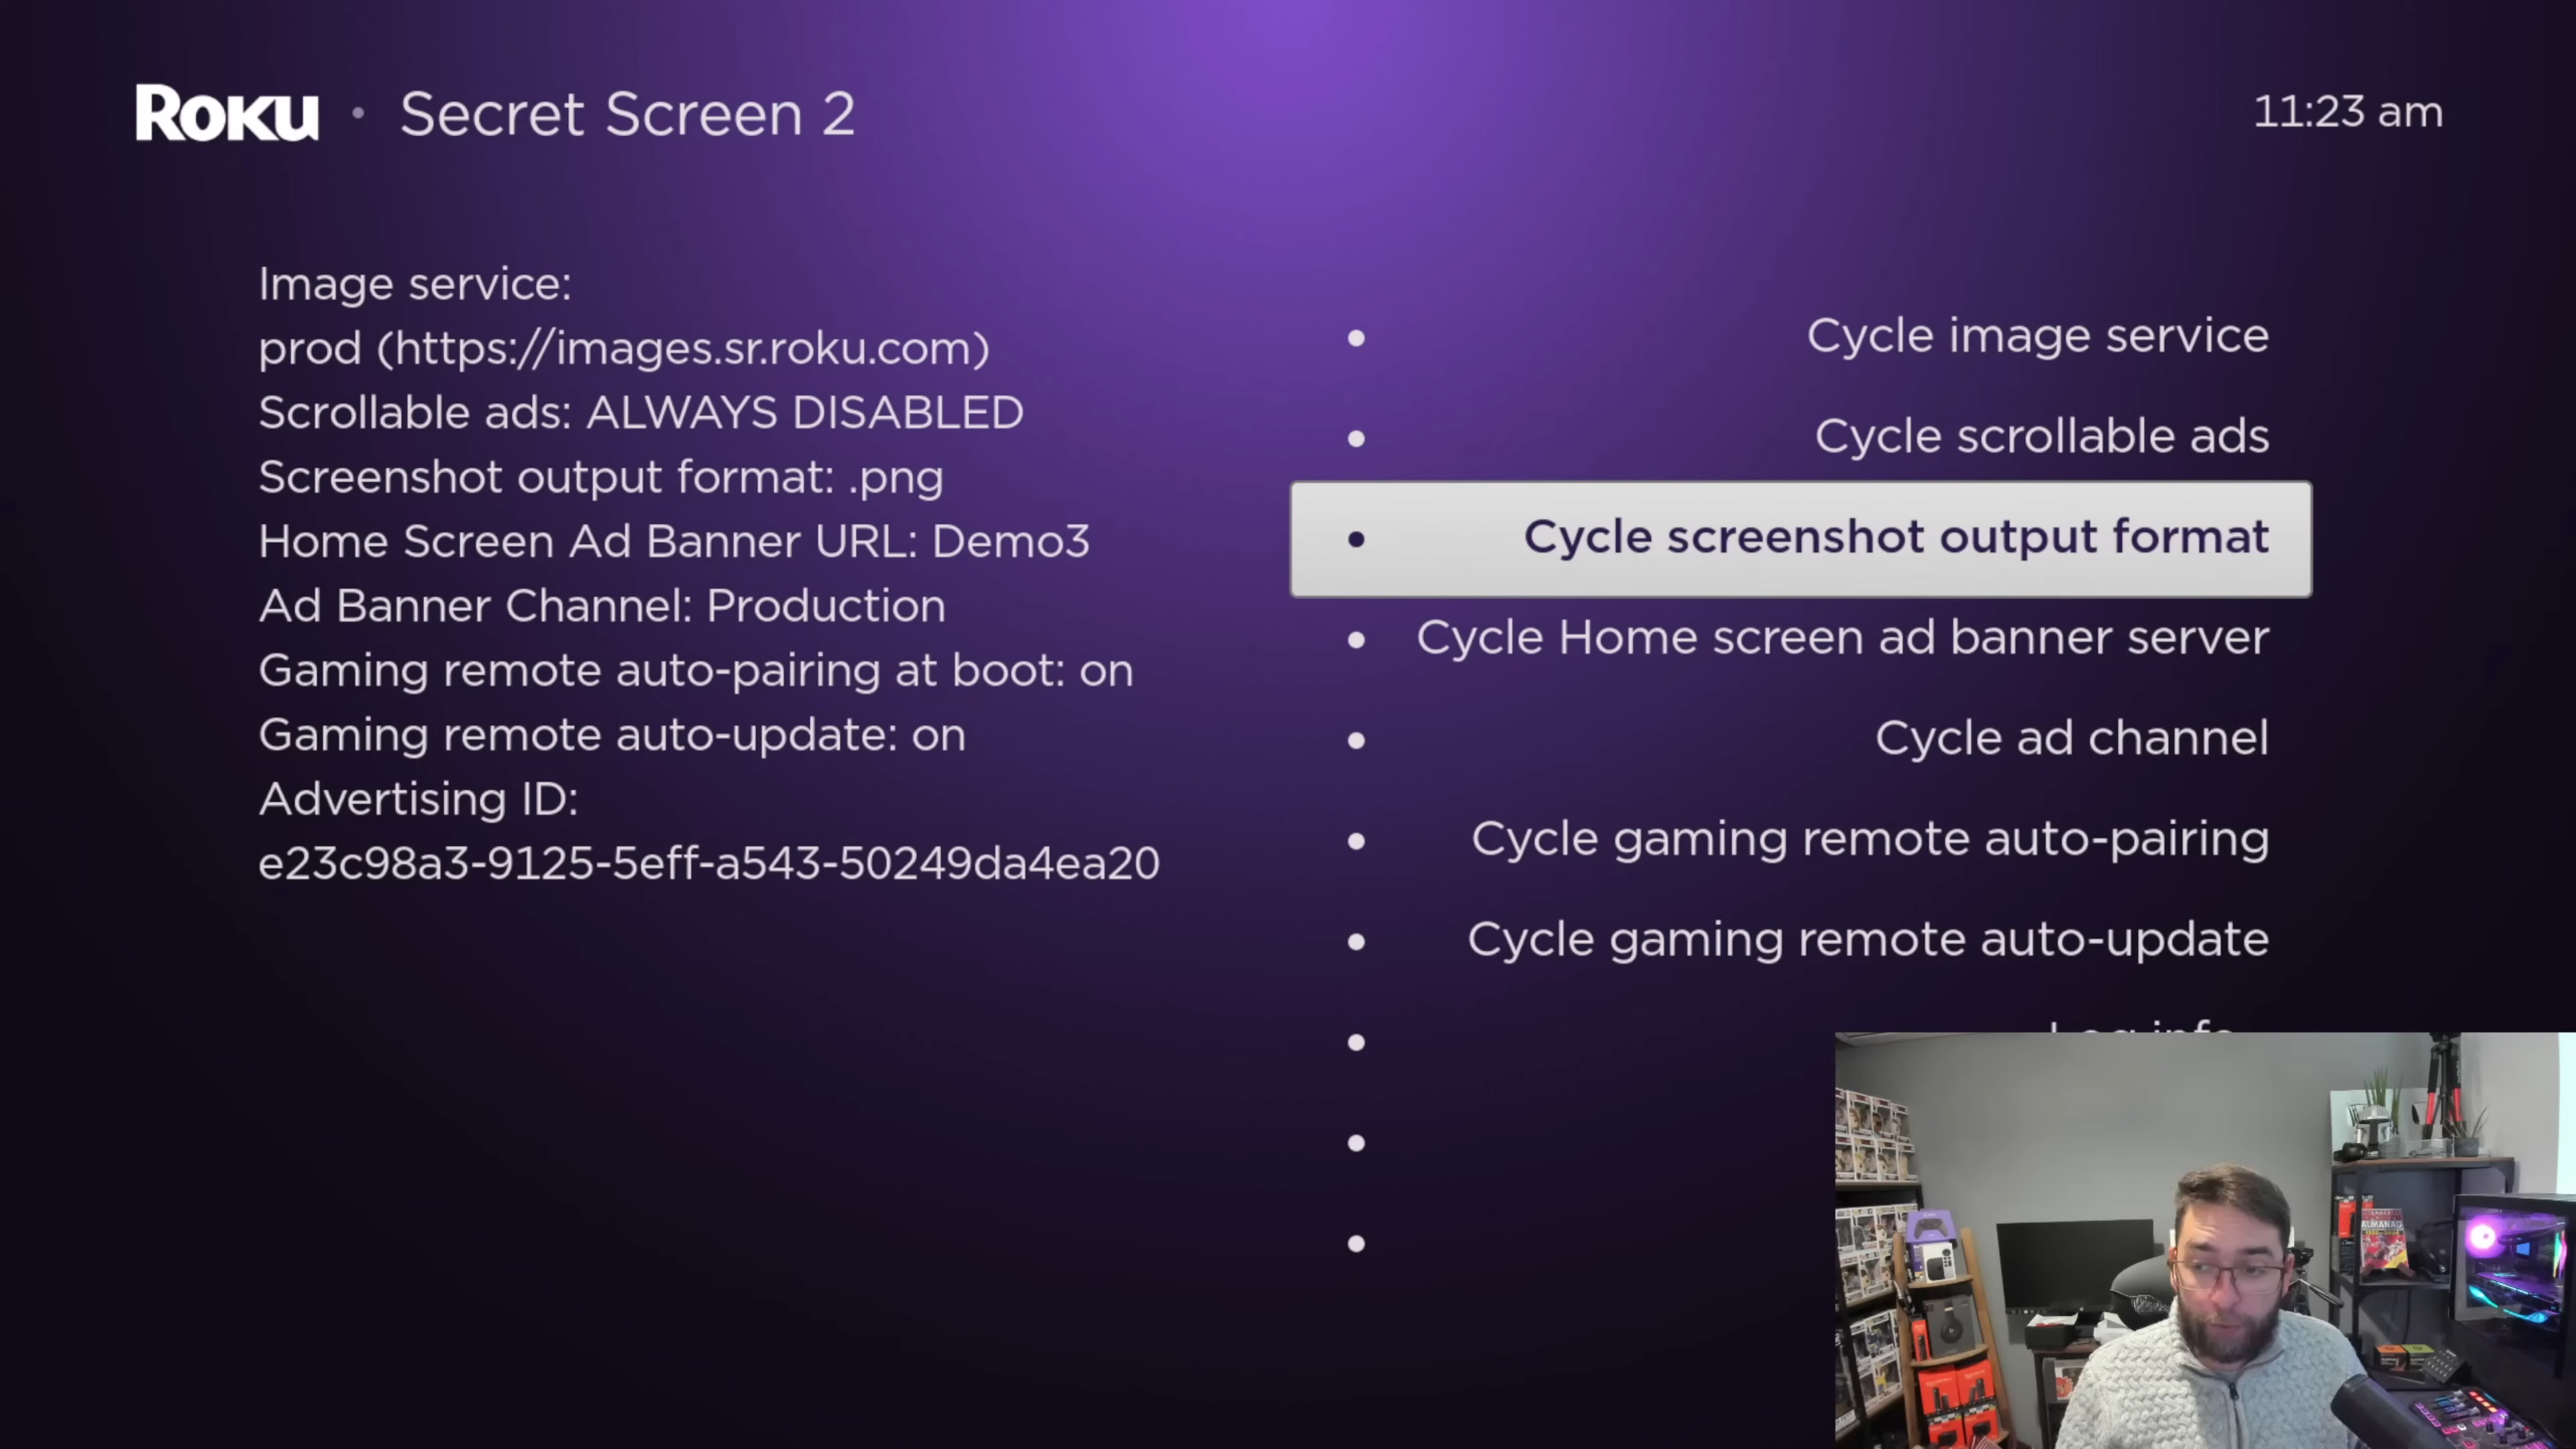 Roku • Secret Screen 2
11:23 am
Image service:
prod (https://images.sr.roku.com)
Scrollable ads: ALWAYS DISABLED
Screenshot output format: .png
Home Screen Ad Banner URL: Demo3
Ad Banner Channel: Production
Gaming remote auto-pairing at boot: on
Gaming remote auto-update: on
Advertising ID:
e23c98a3-9125-5eff-a543-50249da4ea20
• Cycle image service
• Cycle scrollable ads
• Cycle screenshot output format
• Cycle Home screen ad banner server
• Cycle ad channel
• Cycle gaming remote auto-pairing
• Cycle gaming remote auto-update
•
•
•
ALMANAC